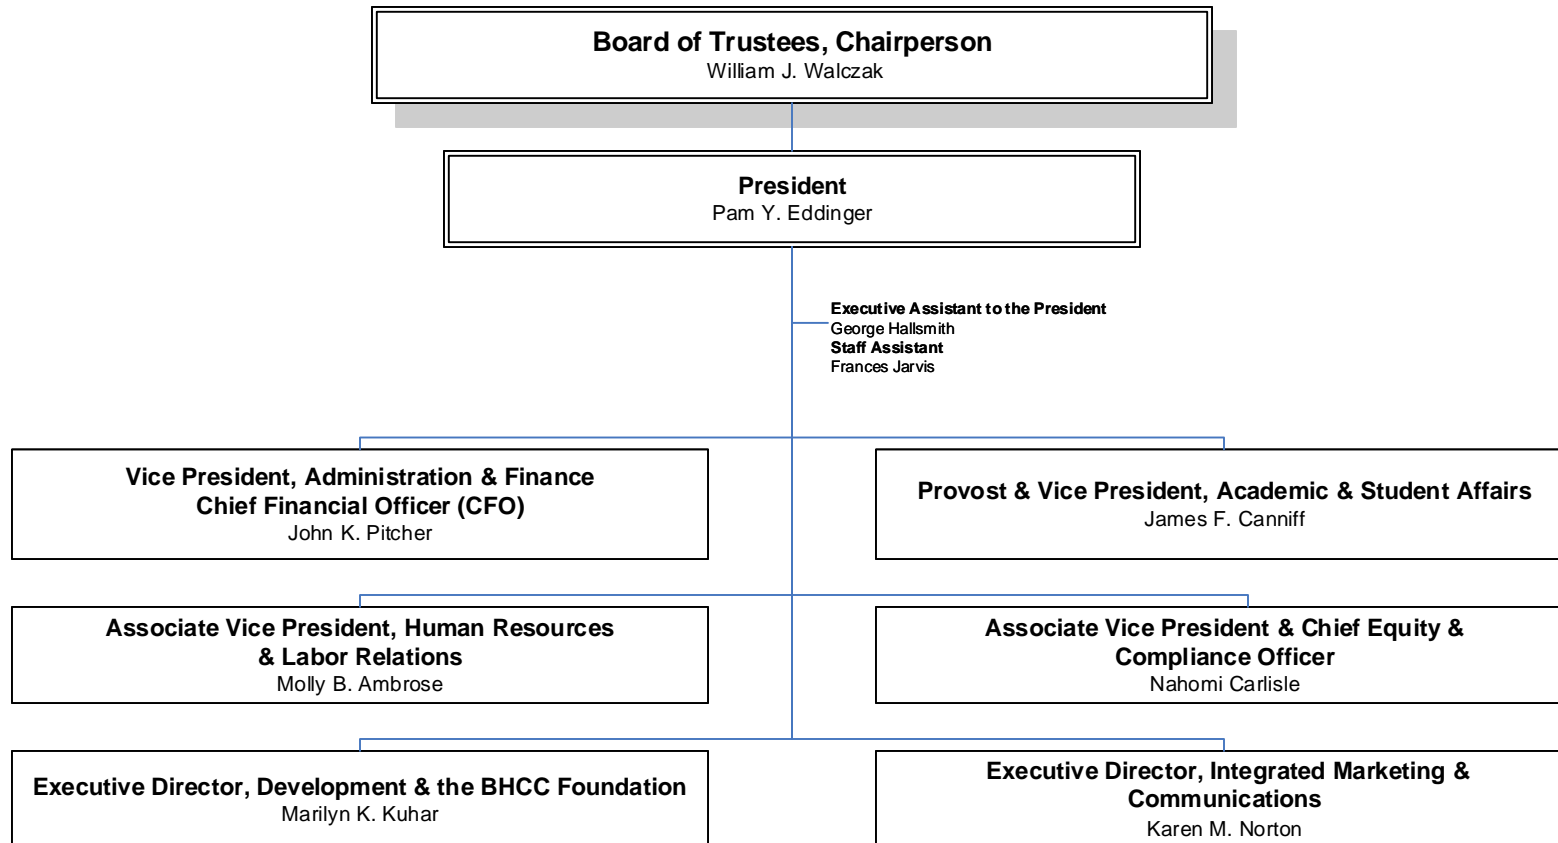 Board of Trustees, Chairperson
William J. Walczak
President
Pam Y. Eddinger
Executive Assistant to the President
George Hallsmith
Staff Assistant
Frances Jarvis
Vice President, Administration & Finance
Chief Financial Officer (CFO)
John K. Pitcher
Provost & Vice President, Academic & Student Affairs
James F. Canniff
Associate Vice President, Human Resources
& Labor Relations
Molly B. Ambrose
Associate Vice President & Chief Equity &
Compliance Officer
Nahomi Carlisle
Executive Director, Development & the BHCC Foundation
Marilyn K. Kuhar
Executive Director, Integrated Marketing &
Communications
Karen M. Norton